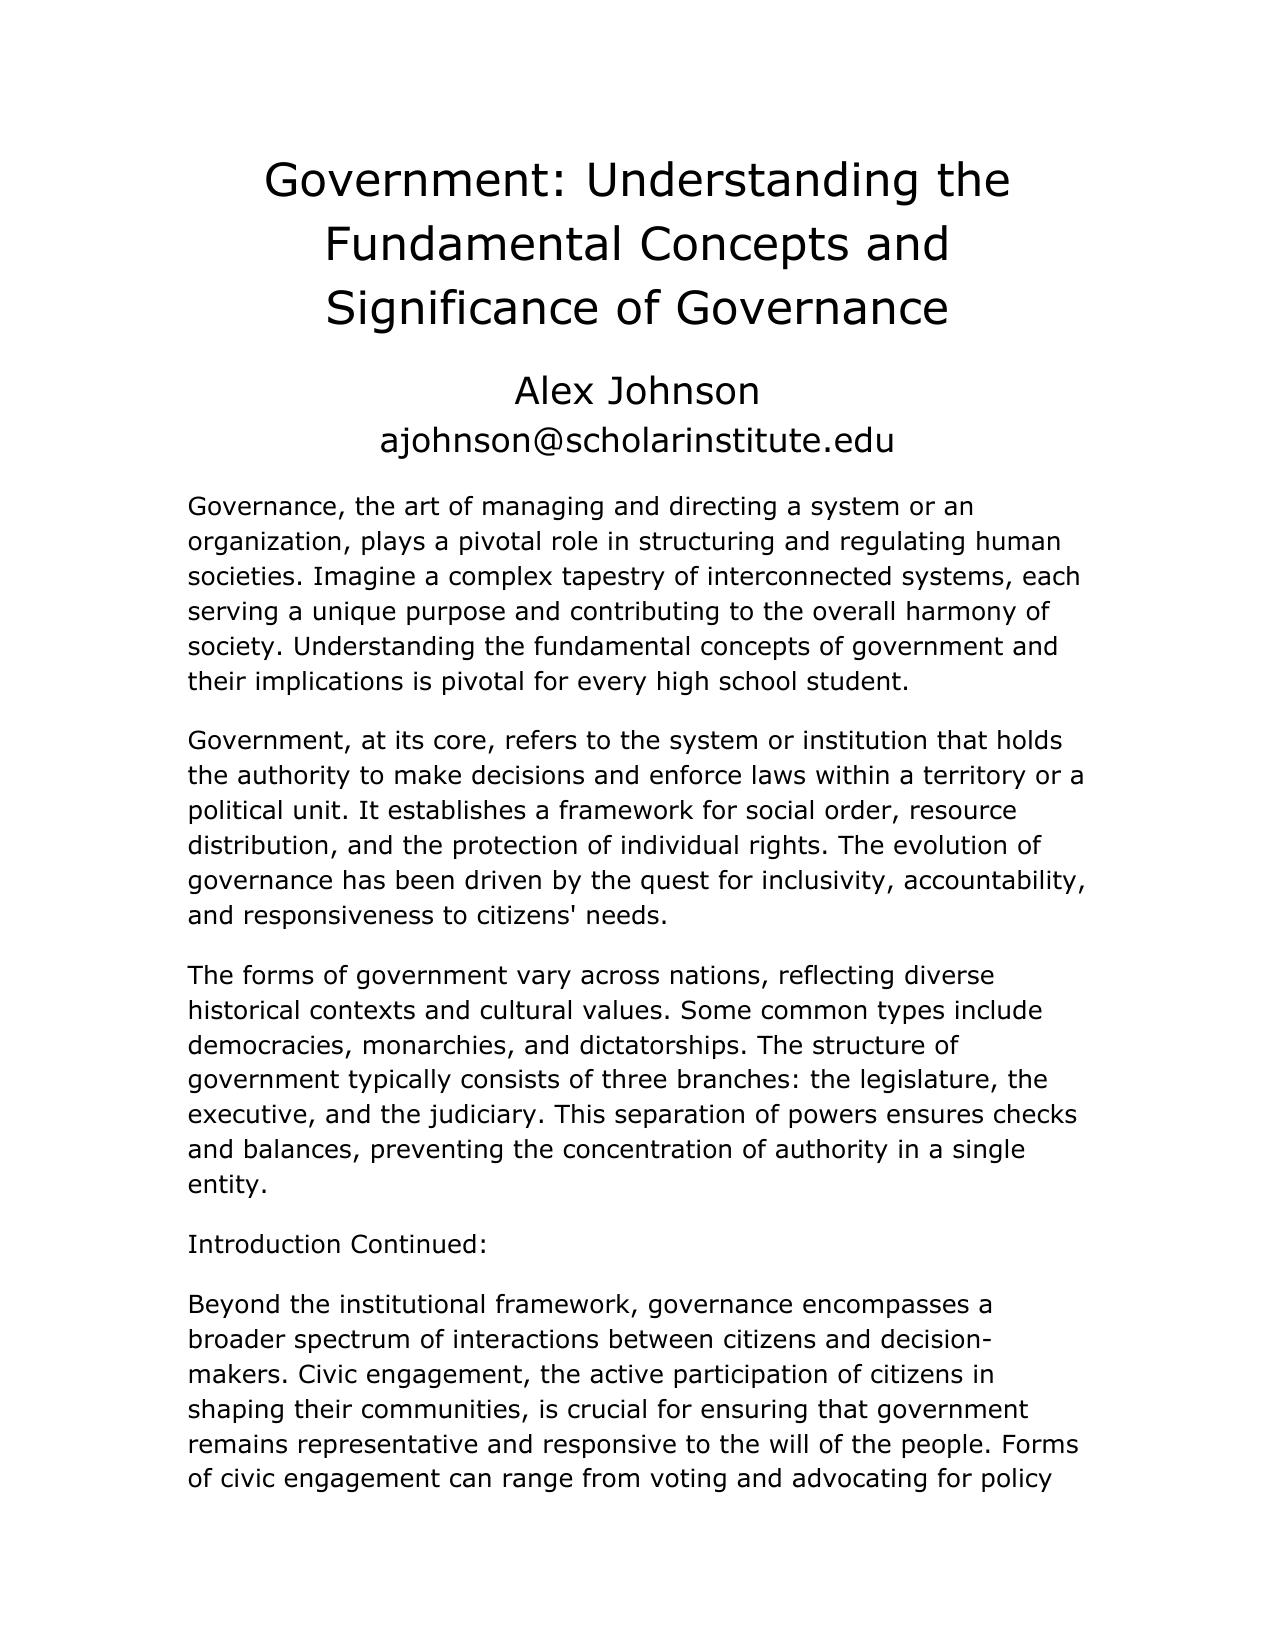 Government: Understanding the
Fundamental Concepts and
Significance of Governance
Alex Johnson
ajohnson@scholarinstitute.edu
Governance, the art of managing and directing a system or an
organization, plays a pivotal role in structuring and regulating human
societies. Imagine a complex tapestry of interconnected systems, each
serving a unique purpose and contributing to the overall harmony of
society. Understanding the fundamental concepts of government and
their implications is pivotal for every high school student.
Government, at its core, refers to the system or institution that holds
the authority to make decisions and enforce laws within a territory or a
political unit. It establishes a framework for social order, resource
distribution, and the protection of individual rights. The evolution of
governance has been driven by the quest for inclusivity, accountability,
and responsiveness to citizens' needs.
The forms of government vary across nations, reflecting diverse
historical contexts and cultural values. Some common types include
democracies, monarchies, and dictatorships. The structure of
government typically consists of three branches: the legislature, the
executive, and the judiciary. This separation of powers ensures checks
and balances, preventing the concentration of authority in a single
entity.
Introduction Continued:
Beyond the institutional framework, governance encompasses a
broader spectrum of interactions between citizens and decision-
makers. Civic engagement, the active participation of citizens in
shaping their communities, is crucial for ensuring that government
remains representative and responsive to the will of the people. Forms
of civic engagement can range from voting and advocating for policy